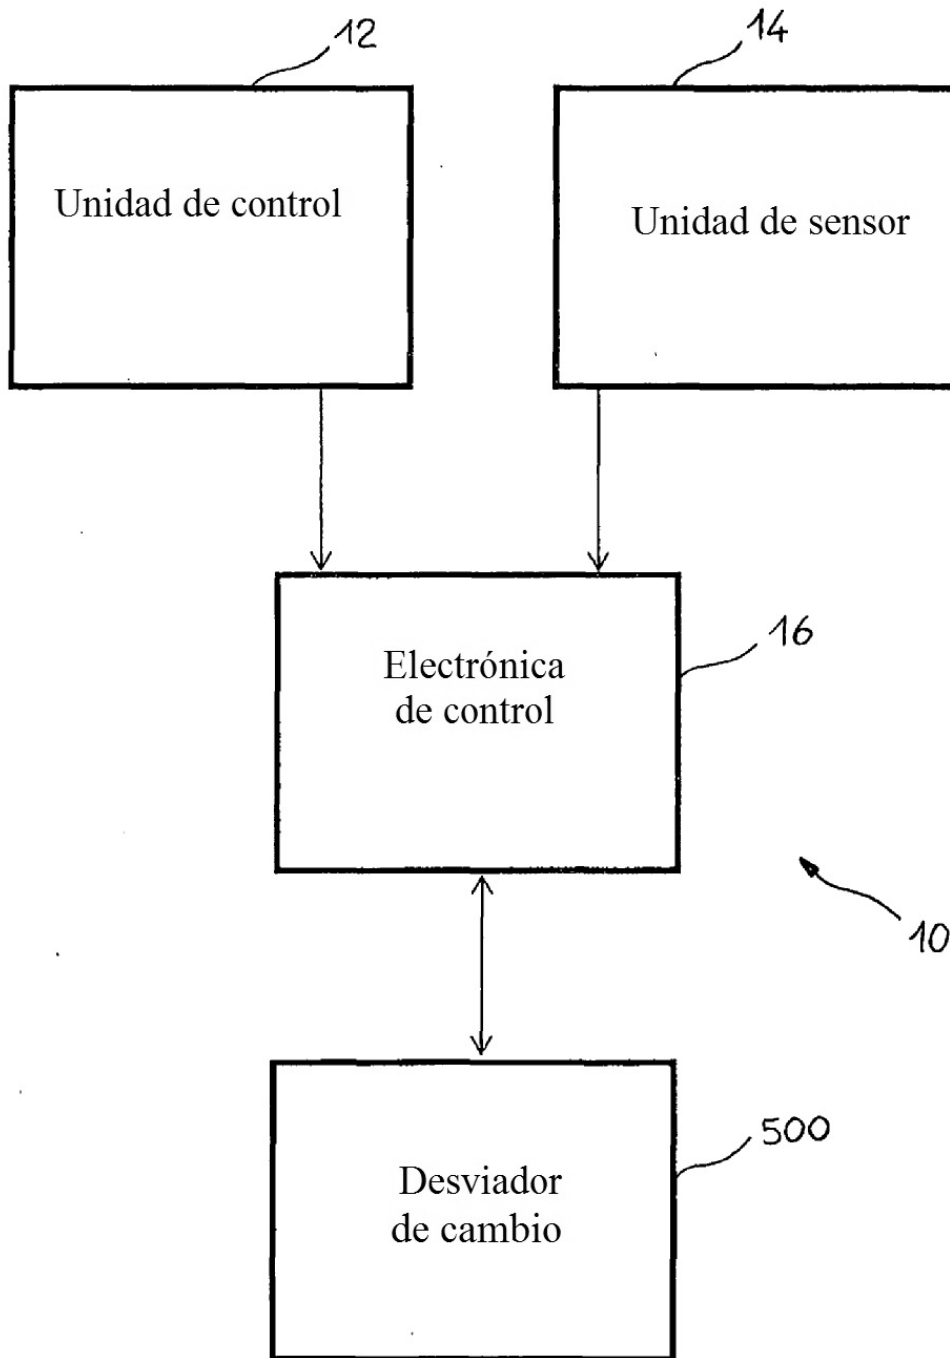 12
14
Unidad de control
Unidad de sensor
Electrónica
de control
16
10
Desviador
de cambio
500